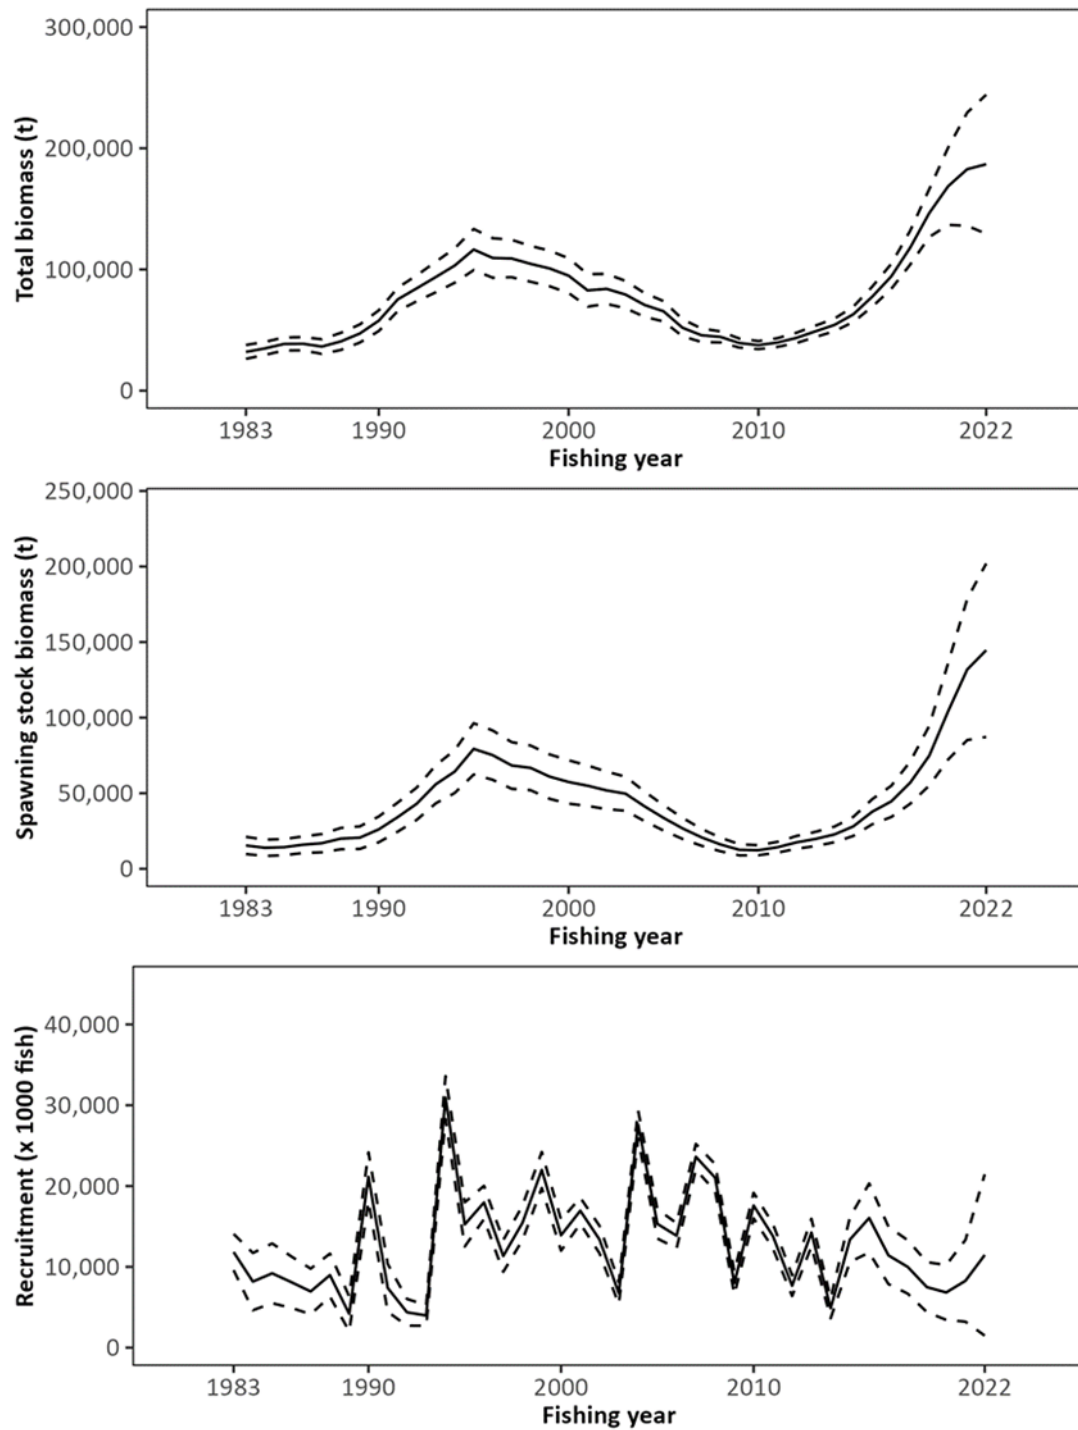 Total biomass (t)
300,000
200,000
100,000
0
1983 1990 2000 2010 2022
Fishing year
Spawning stock biomass (t)
250,000
200,000
150,000
100,000
50,000
0
1983 1990 2000 2010 2022
Fishing year
Recruitment (x 1000 fish)
40,000
30,000
20,000
10,000
0
1983 1990 2000 2010 2022
Fishing year